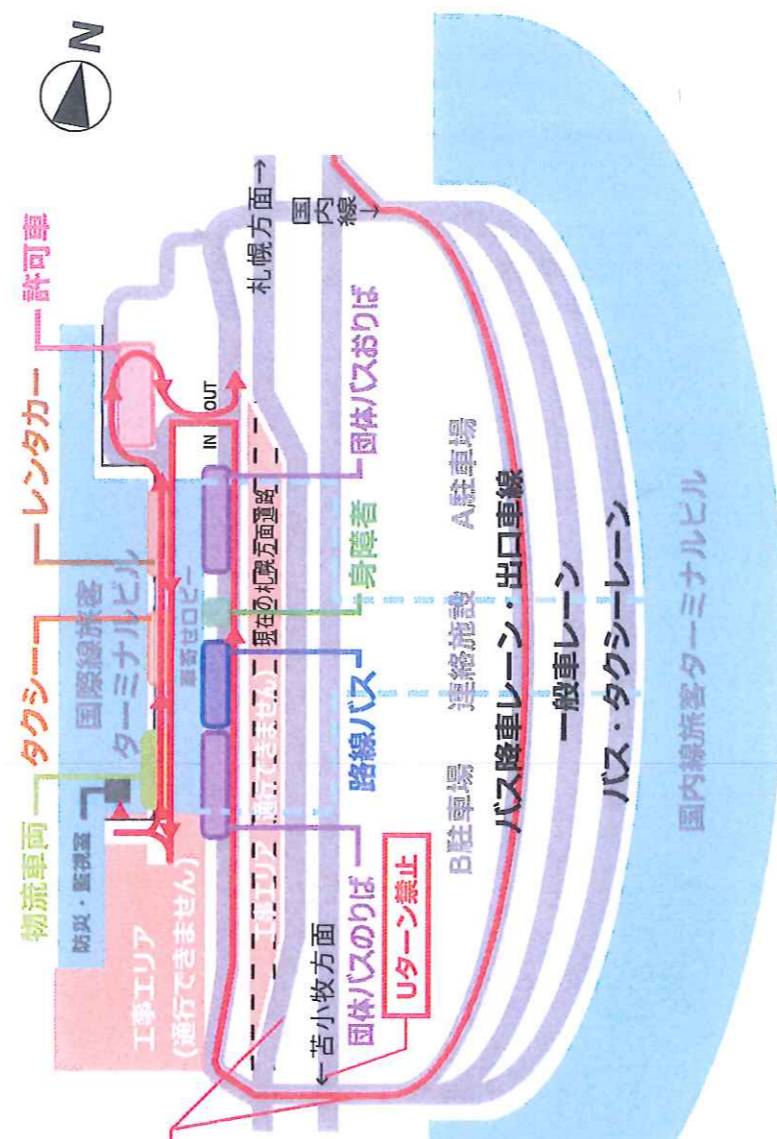 N
物流車両
タクシー
レンタカー
許可車
防災・監視室
国際線旅客
ターミナルビル
工事エリア
(通行できません)
車寄せロビー
IN
OUT
札幌方面→
国内線
↓
工事エリア(通行できません)
現在の札幌方面道路
←苫小牧方面
団体バスのりば
路線バス
身障者
団体バスおりば
Uターン禁止
B駐車場
連絡施設
A駐車場
バス降車レーン・出口車線
一般車レーン
バス・タクシーレーン
国内線旅客ターミナルビル